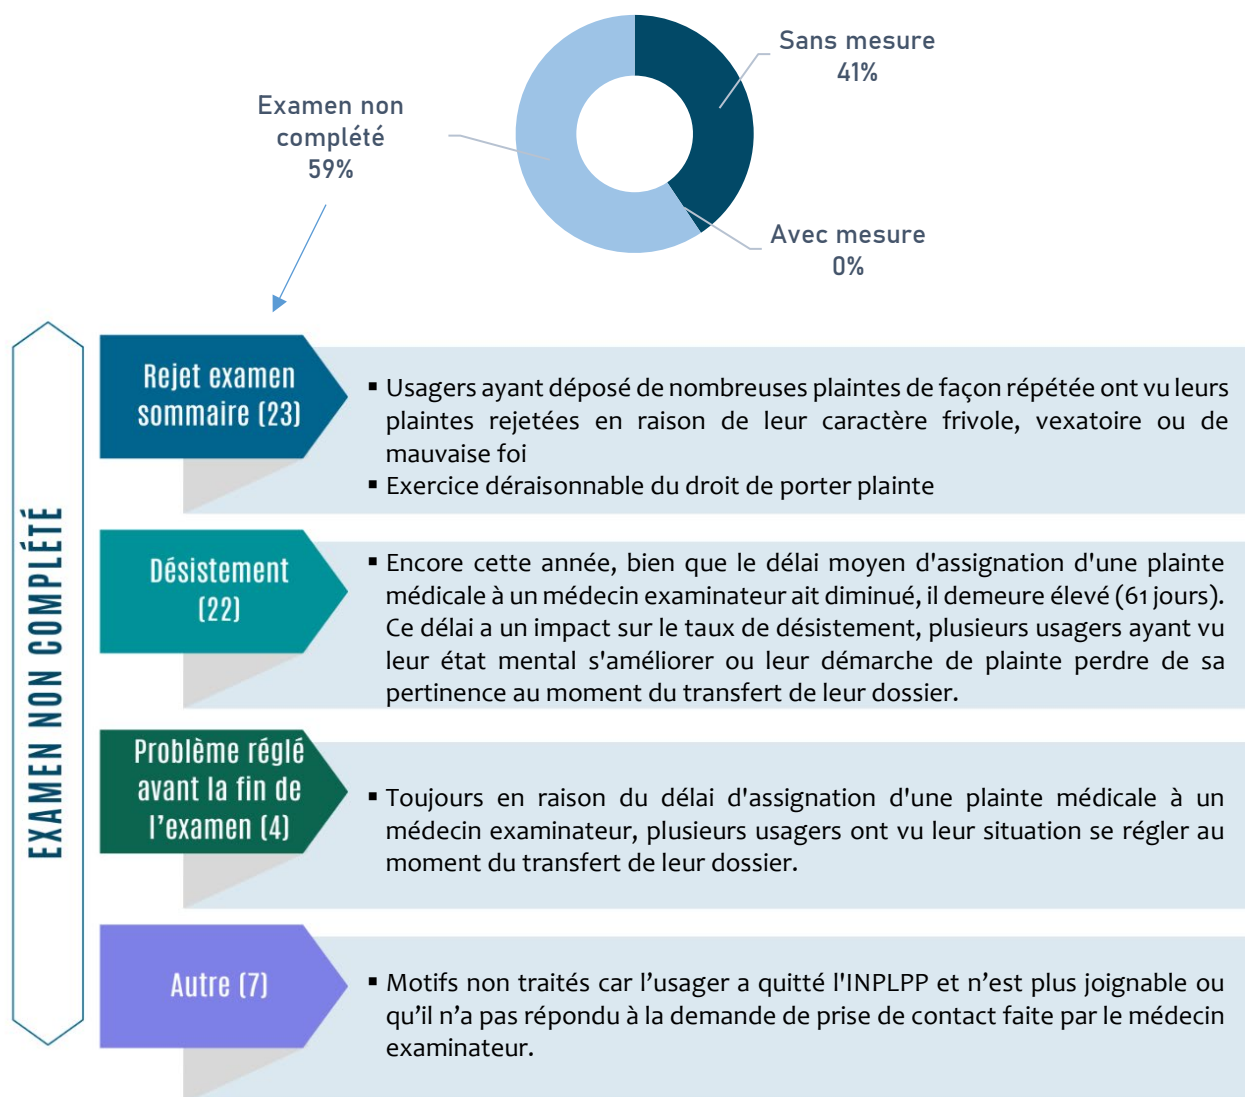 Sans mesure
41%
Examen non
complété
59%
Avec mesure
0%
EXAMEN NON COMPLÉTÉ
Rejet examen
sommaire (23)
▪ Usagers ayant déposé de nombreuses plaintes de façon répétée ont vu leurs
plaintes rejetées en raison de leur caractère frivole, vexatoire ou de
mauvaise foi
▪ Exercice déraisonnable du droit de porter plainte
Désistement
(22)
▪ Encore cette année, bien que le délai moyen d'assignation d'une plainte
médicale à un médecin examinateur ait diminué, il demeure élevé (61 jours).
Ce délai a un impact sur le taux de désistement, plusieurs usagers ayant vu
leur état mental s'améliorer ou leur démarche de plainte perdre de sa
pertinence au moment du transfert de leur dossier.
Problème réglé
avant la fin de
l'examen (4)
▪ Toujours en raison du délai d'assignation d'une plainte médicale à un
médecin examinateur, plusieurs usagers ont vu leur situation se régler au
moment du transfert de leur dossier.
Autre (7)
▪ Motifs non traités car l’usager a quitté l'INPLPP et n’est plus joignable ou
qu’il n’a pas répondu à la demande de prise de contact faite par le médecin
examinateur.